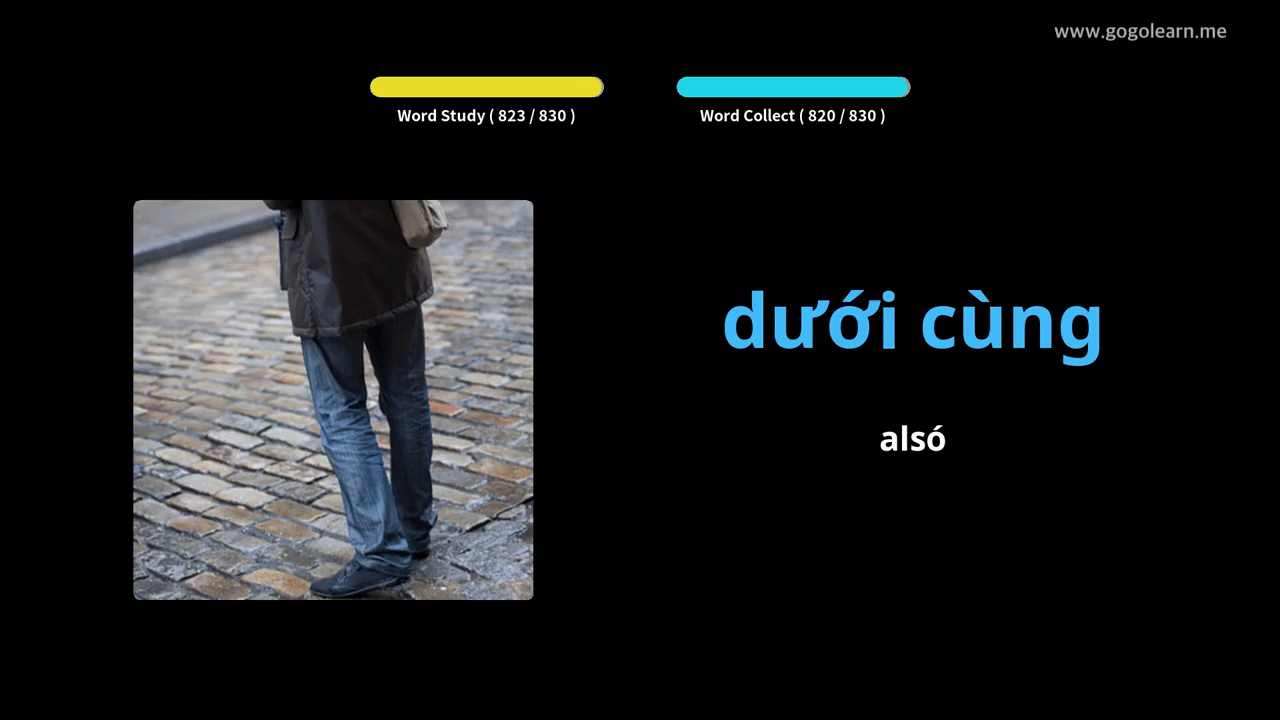 www.gogolearn.me
Word Study ( 823 / 830 )
Word Collect ( 820 / 830 )
dưới cùng
alsó